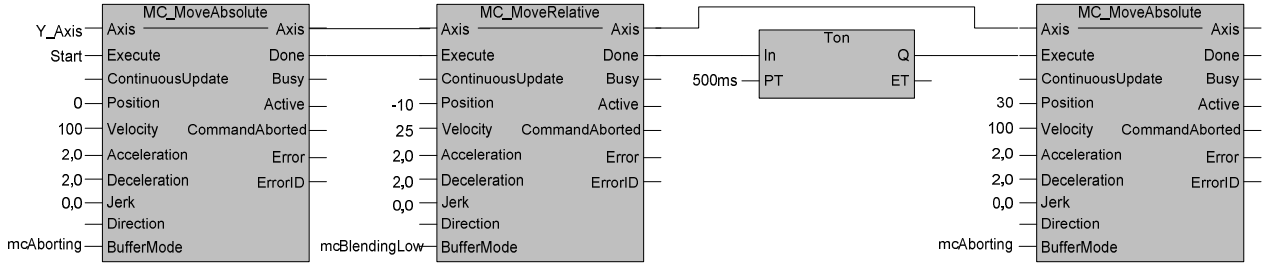 MC_MoveAbsolute
Y_Axis Axis Axis
Start Execute Done
ContinuousUpdate Busy
0 Position Active
100 Velocity CommandAborted
2,0 Acceleration Error
2,0 Deceleration ErrorID
0,0 Jerk
Direction
mcAborting BufferMode
MC_MoveRelative
Axis Axis
Execute Done
ContinuousUpdate Busy
-10 Position Active
25 Velocity CommandAborted
2,0 Acceleration Error
2,0 Deceleration ErrorID
0,0 Jerk
Direction
mcBlendingLow BufferMode
Ton
In Q
500ms PT ET
MC_MoveAbsolute
Axis Axis
Execute Done
ContinuousUpdate Busy
30 Position Active
100 Velocity CommandAborted
2,0 Acceleration Error
2,0 Deceleration ErrorID
0,0 Jerk
Direction
mcAborting BufferMode